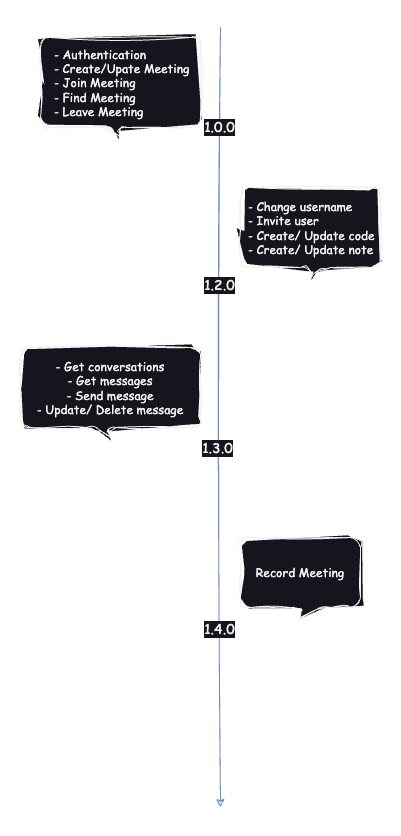 - Authentication
- Create/Upate Meeting
- Join Meeting
- Find Meeting
- Leave Meeting
1.0.0
- Change username
- Invite user
- Create/ Update code
- Create/ Update note
1.2.0
- Get conversations
- Get messages
- Send message
- Update/ Delete message
1.3.0
Record Meeting
1.4.0